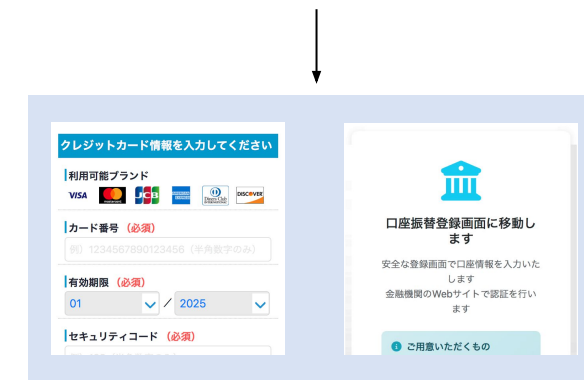 クレジットカード情報を入力してください
利用可能ブランド
VISA mastercard JCB AMERICAN EXPRESS Diners Club DISCOVER
カード番号 (必須)
例）1234567890123456（半角数字のみ）
有効期限 (必須)
01 / 2025
セキュリティコード (必須)
口座振替登録画面に移動し
ます
安全な登録画面で口座情報を入力いた
します
金融機関のWebサイトで認証を行い
ます
ご用意いただくもの